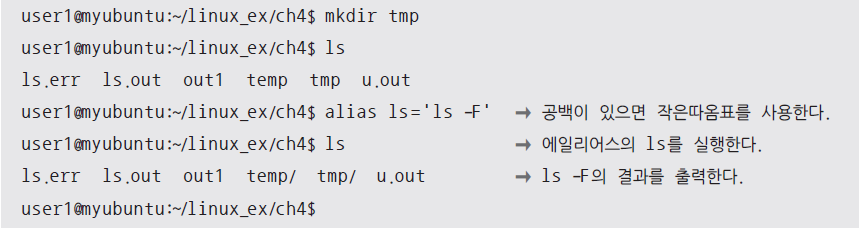 user1@myubuntu:~/linux_ex/ch4$ mkdir tmp
user1@myubuntu:~/linux_ex/ch4$ ls
ls.err ls.out out1 temp tmp u.out
user1@myubuntu:~/linux_ex/ch4$ alias ls='ls -F' → 공백이 있으면 작은따옴표를 사용한다.
user1@myubuntu:~/linux_ex/ch4$ ls → 에일리어스의 ls를 실행한다.
ls.err ls.out out1 temp/ tmp/ u.out → ls -F의 결과를 출력한다.
user1@myubuntu:~/linux_ex/ch4$